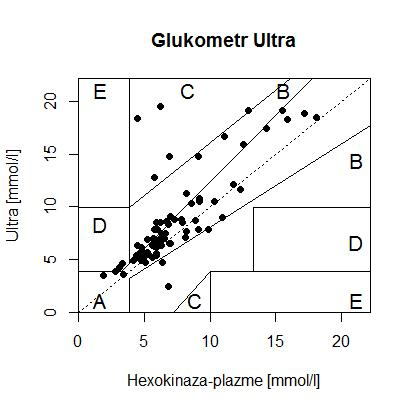 Glukometr Ultra
E
C
B
B
D
D
A
C
E
0
5
10
15
20
0
5
10
15
20
Ultra [mmol/l]
Hexokinaza-plazme [mmol/l]